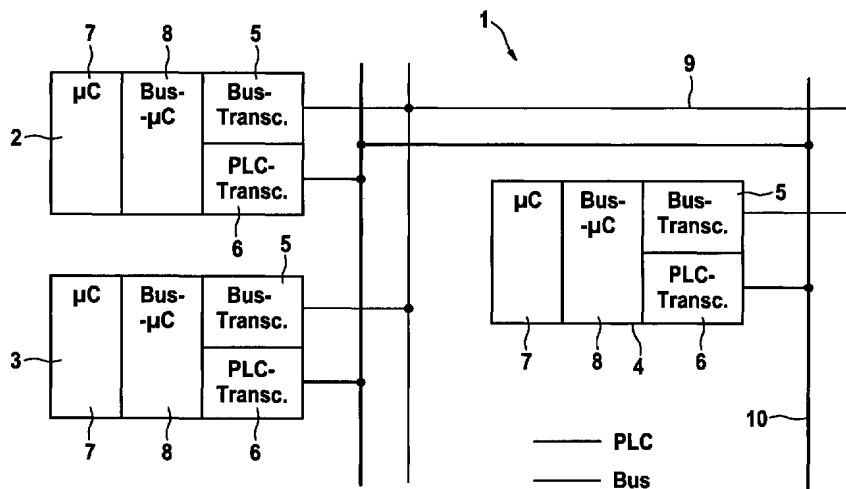 7 8 5 1
µC Bus- Bus- 9
-µC Transc.
2
PLC-
Transc.
µC Bus- Bus- 5
-µC Transc.
6 5
µC Bus- Bus-
-µC Transc.
PLC-
Transc.
3 PLC-
Transc.
7 8 4 6
7 8 6
10
PLC
Bus